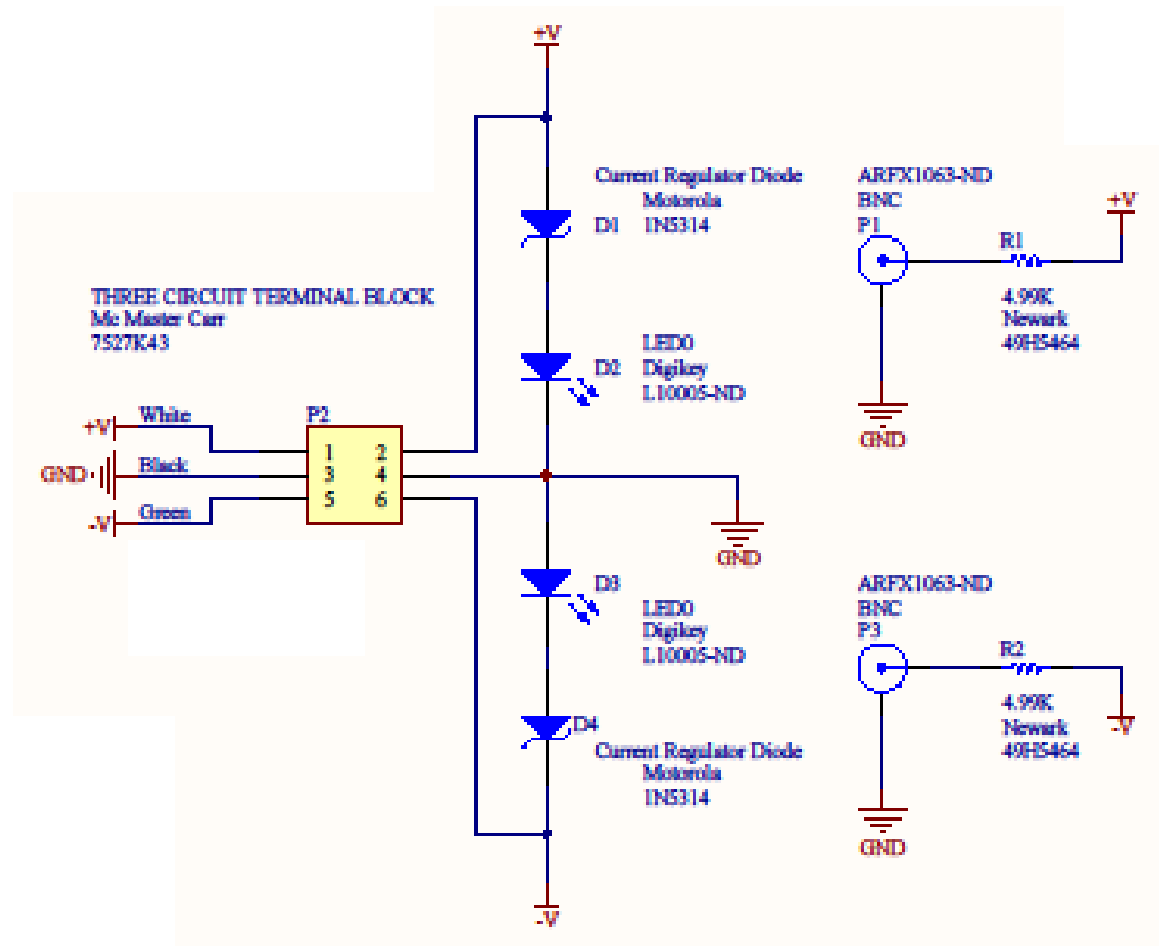 +V
Current Regulator Diode
Motorola
D1 IN5314
ARFX1063-ND
BNC
P1
R1
+V
4.99K
Newark
49H5464
GND
THREE CIRCUIT TERMINAL BLOCK
Mc Master Carr
7527K43
LED0
D2 Digikey
L10005-ND
+V White
GND Black
-V Green
P2
1 2
3 4
5 6
GND
D3
LED0
Digikey
L10005-ND
D4
Current Regulator Diode
Motorola
IN5314
-V
ARFX1063-ND
BNC
P3
R2
4.99K
Newark
49H5464
-V
GND